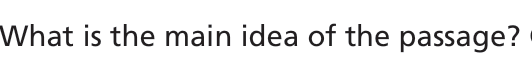 What is the main idea of the passage?